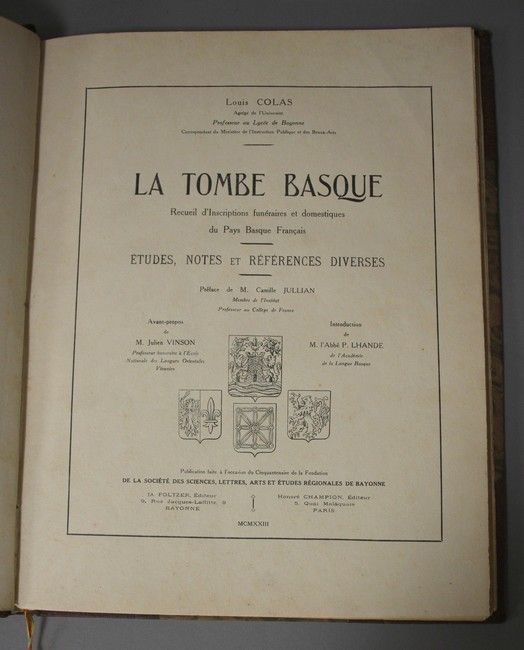 Louis COLAS
Agrégé de l'Université
Professeur au Lycée de Bayonne
Correspondant du Ministère de l'Instruction Publique et des Beaux-Arts
LA TOMBE BASQUE
Recueil d'Inscriptions funéraires et domestiques
du Pays Basque Français
ÉTUDES, NOTES ET RÉFÉRENCES DIVERSES
Préface de M. Camille JULLIAN
Membre de l'Institut
Professeur au Collège de France
Avant-propos
de
M. Julien VINSON
Professeur honoraire à l'École
Nationale des Langues Orientales
Vivantes
Introduction
de
M. l'Abbé P. LHANDE
de l'Académie
de la Langue Basque
Publication faite à l'occasion du Cinquantenaire de la Fondation
DE LA SOCIÉTÉ DES SCIENCES, LETTRES, ARTS ET ÉTUDES RÉGIONALES DE BAYONNE
FOLTZER, Éditeur
9, Rue Jacques-Laffitte, 9
BAYONNE
Honoré CHAMPION, Éditeur
5, Quai Malaquais
PARIS
MCMXXIII